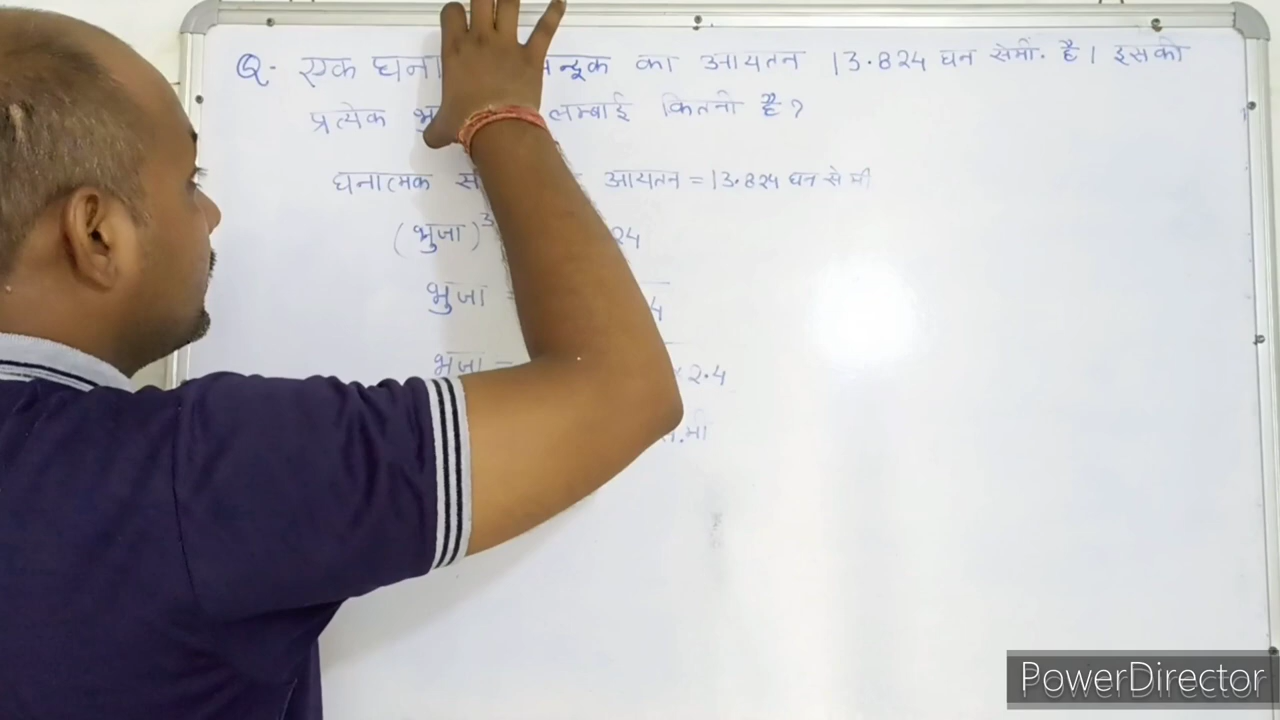 Q. एक घना न्दूक का आयतन 13.824 घन सेमी. है। इसकी
प्रत्येक भु लम्बाई कितनी है?
घनात्मक स आयतन = 13.824 घन से मी
(भुजा)³ 24
भुजा = 4
भुजा = × 2.4
से.मी
PowerDirector